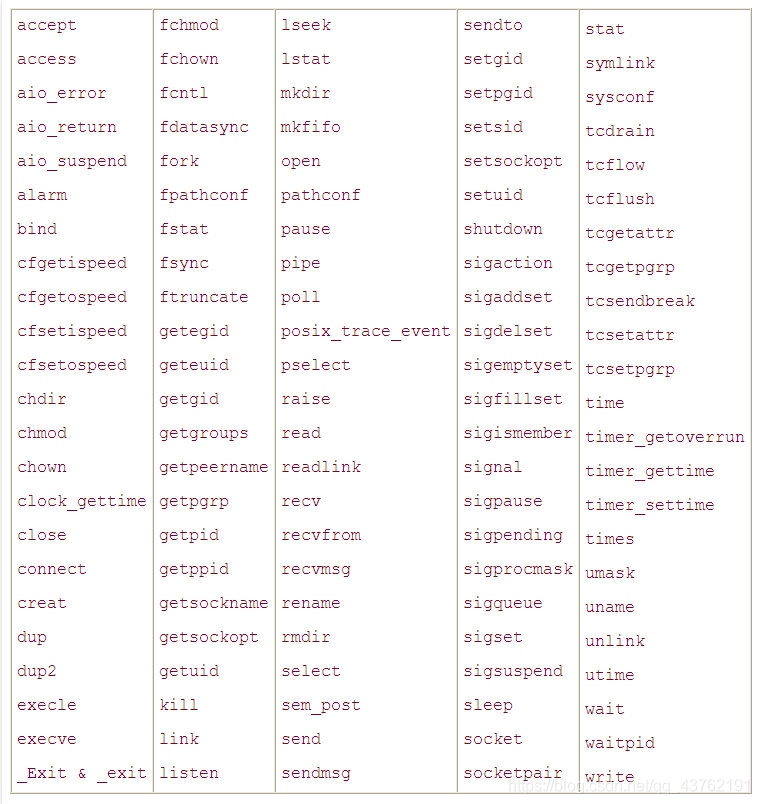 accept
access
aio_error
aio_return
aio_suspend
alarm
bind
cfgetispeed
cfgetospeed
cfsetispeed
cfsetospeed
chdir
chmod
chown
clock_gettime
close
connect
creat
dup
dup2
execle
execve
_Exit & _exit
fchmod
fchown
fcntl
fdatasync
fork
fpathconf
fstat
fsync
ftruncate
getegid
geteuid
getgid
getgroups
getpeername
getpgrp
getpid
getppid
getsockname
getsockopt
getuid
kill
link
listen
lseek
lstat
mkdir
mkfifo
open
pathconf
pause
pipe
poll
posix_trace_event
pselect
raise
read
readlink
recv
recvfrom
recvmsg
rename
rmdir
select
sem_post
send
sendmsg
sendto
setgid
setpgid
setsid
setsockopt
setuid
shutdown
sigaction
sigaddset
sigdelset
sigemptyset
sigfillset
sigismember
signal
sigpause
sigpending
sigprocmask
sigqueue
sigset
sigsuspend
sleep
socket
socketpair
stat
symlink
sysconf
tcdrain
tcflow
tcflush
tcgetattr
tcgetpgrp
tcsendbreak
tcsetattr
tcsetpgrp
time
timer_getoverrun
timer_gettime
timer_settime
times
umask
uname
unlink
utime
wait
waitpid
write
https://blog.csdn.net/qq_43762191